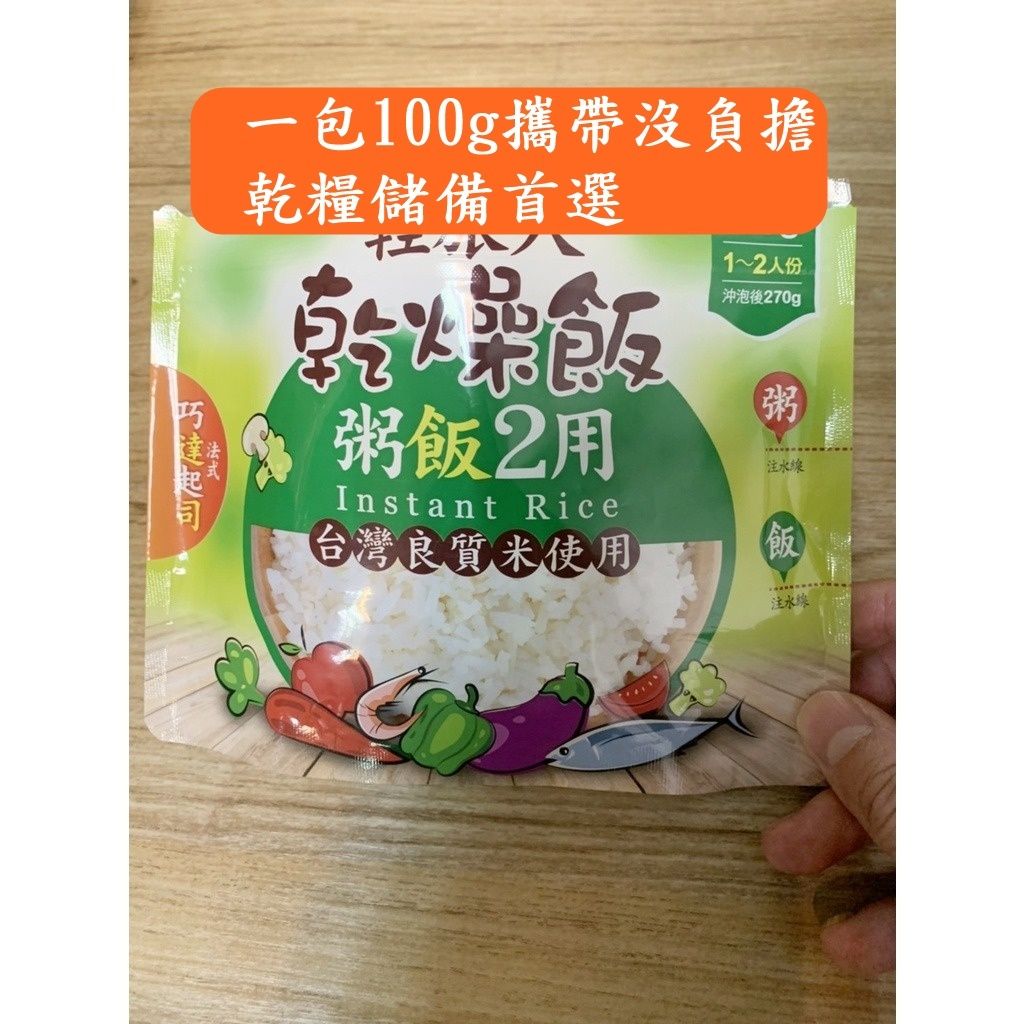 一包100g攜帶沒負擔
乾糧儲備首選
1～2人份
沖泡後270g
乾燥飯
粥飯2用
Instant Rice
台灣良質米使用
法式
巧達起司
粥
注水線
飯
注水線